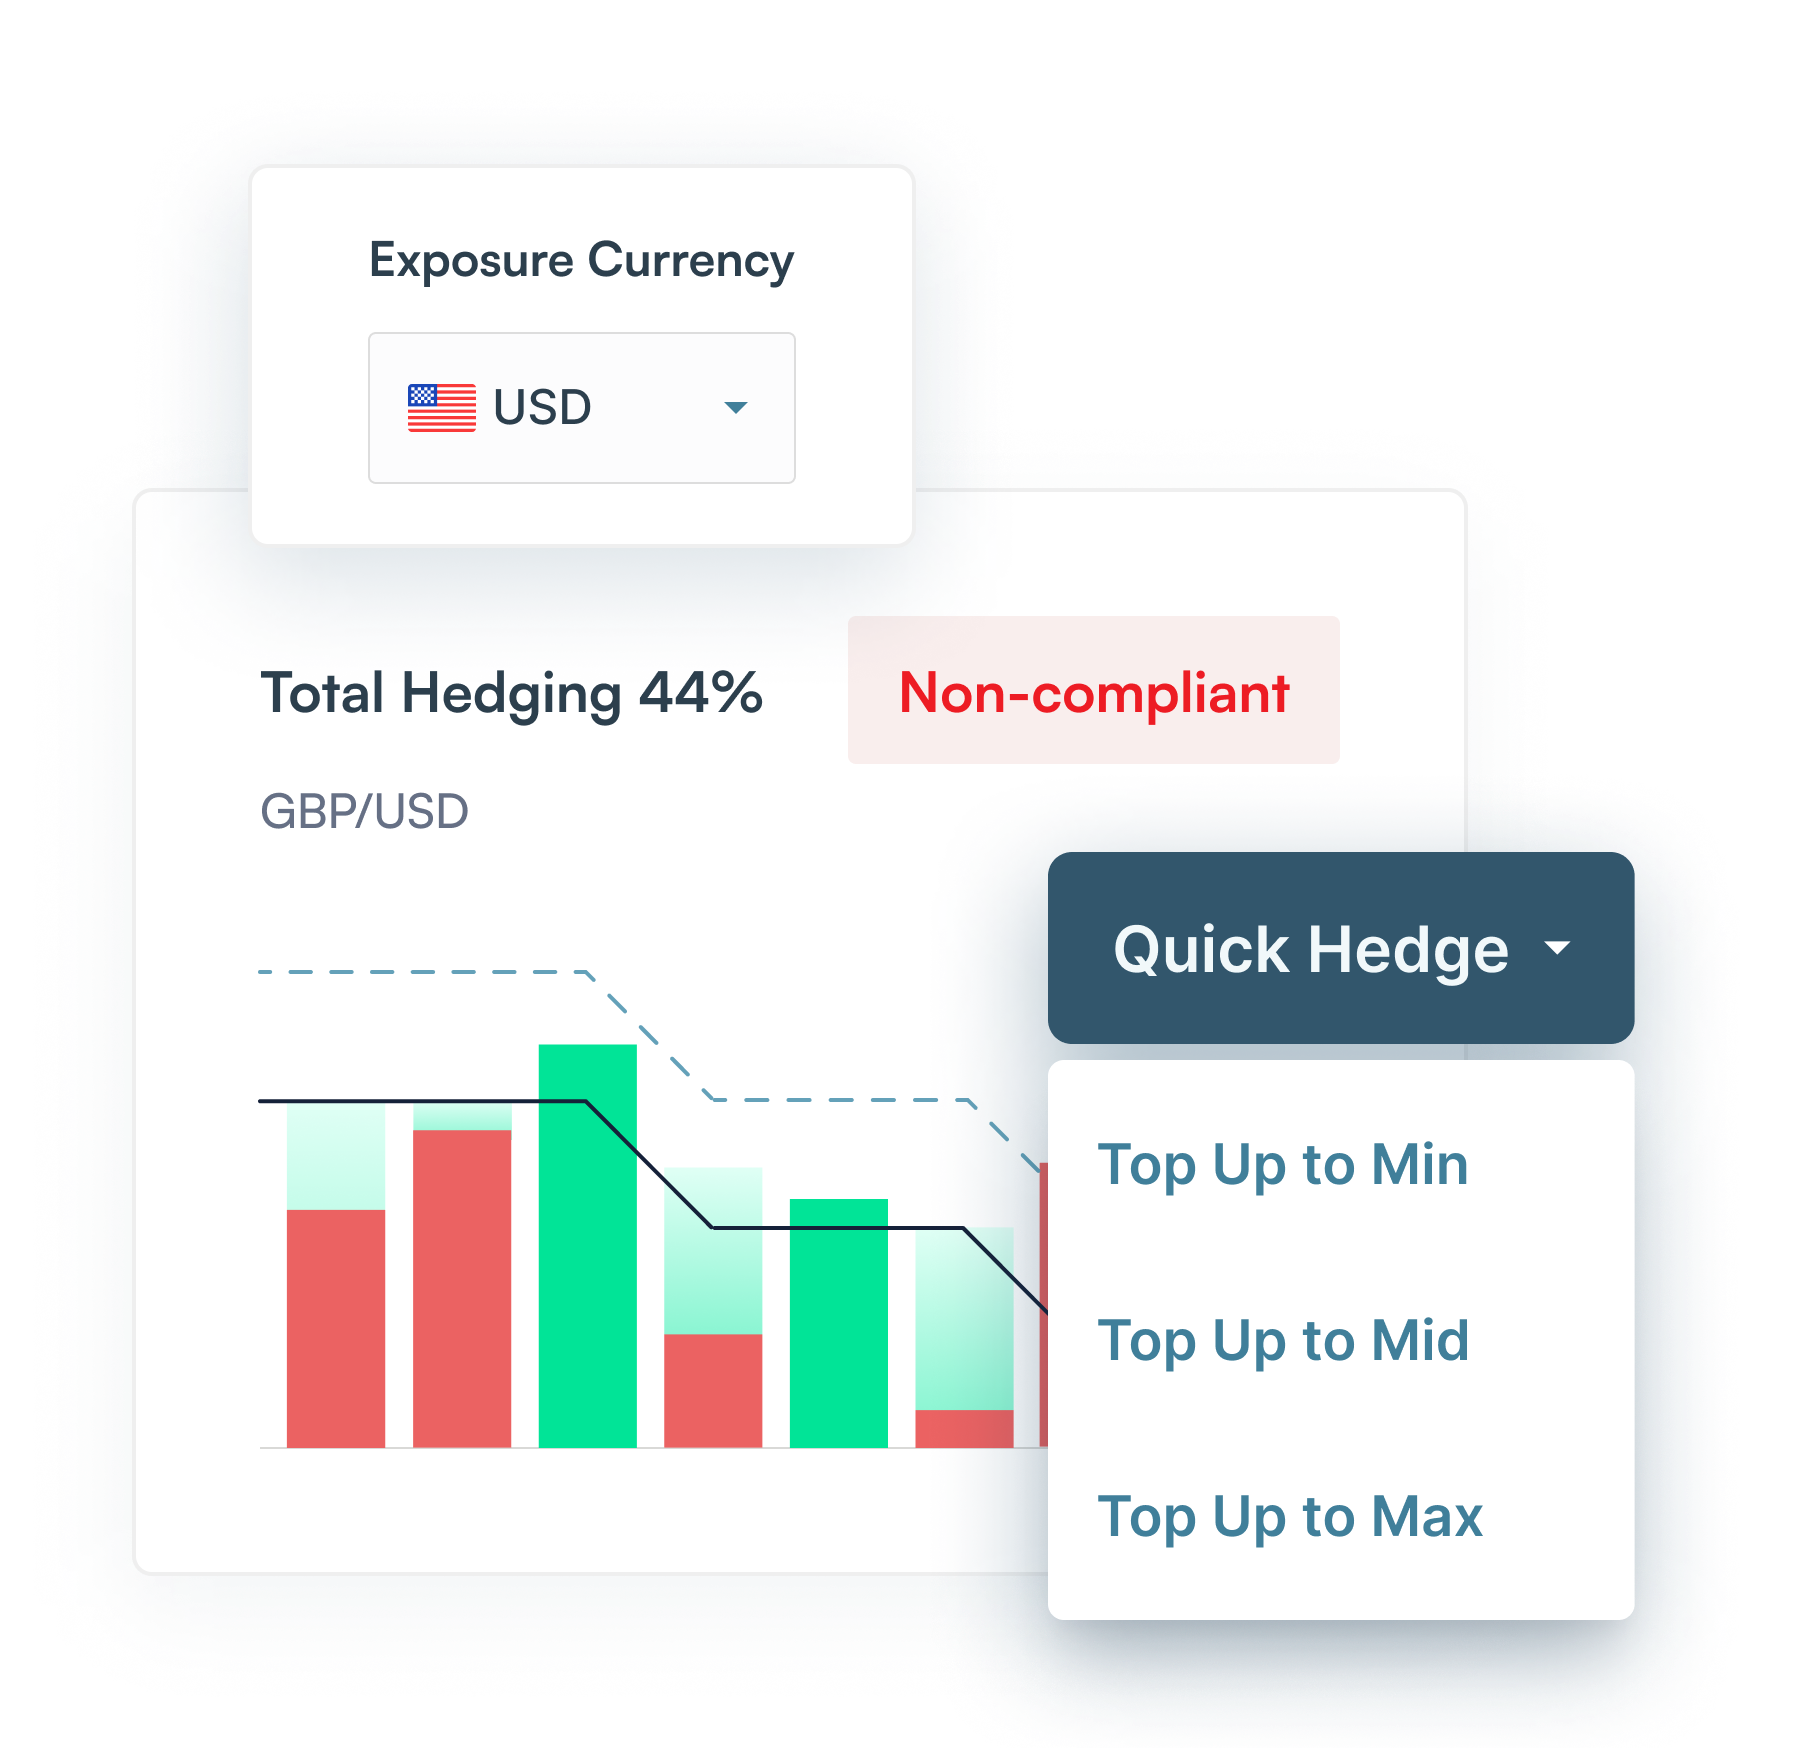 Exposure Currency
USD
Total Hedging 44%
Non-compliant
GBP/USD
Quick Hedge
Top Up to Min
Top Up to Mid
Top Up to Max